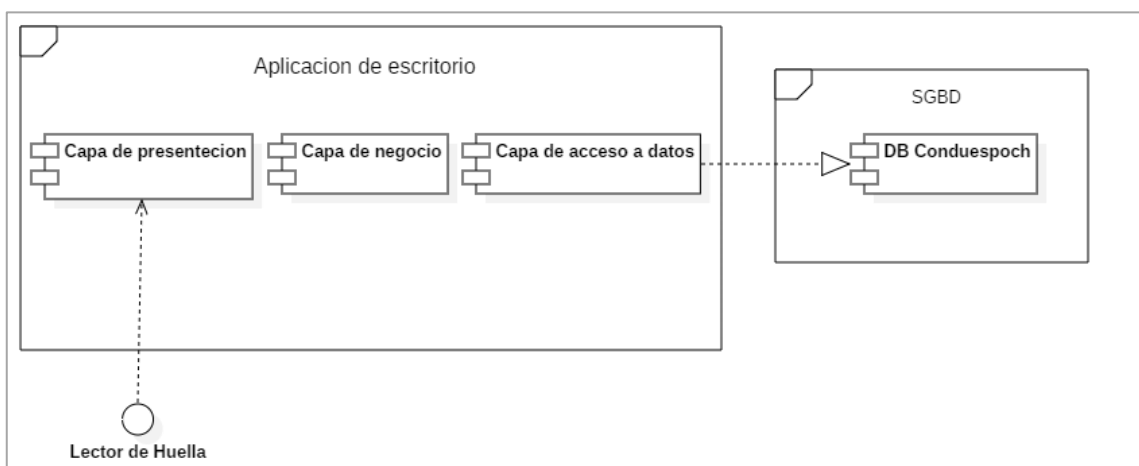 Aplicacion de escritorio
SGBD
Capa de presentecion
Capa de negocio
Capa de acceso a datos
DB Conduespoch
Lector de Huella